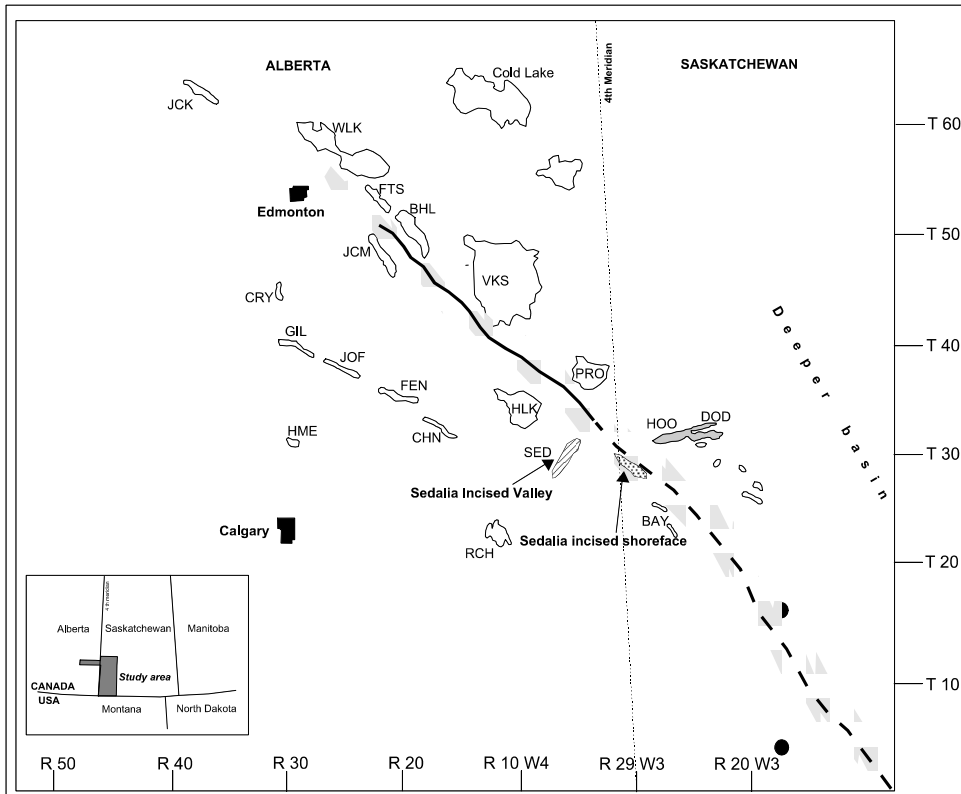 ALBERTA
SASKATCHEWAN
4th Meridian
Cold Lake
JCK
WLK
T 60
FTS
Edmonton
BHL
T 50
JCM
VKS
CRY
GIL
JOF
Deeper basin
T 40
FEN
PRO
HLK
CHN
HME
HOO
DOD
SED
T 30
Sedalia Incised Valley
Calgary
BAY
Sedalia incised shoreface
RCH
T 20
4 th meridian
Alberta
Saskatchewan
Manitoba
Study area
CANADA
USA
Montana
North Dakota
T 10
R 50
R 40
R 30
R 20
R 10 W4
R 29 W3
R 20 W3